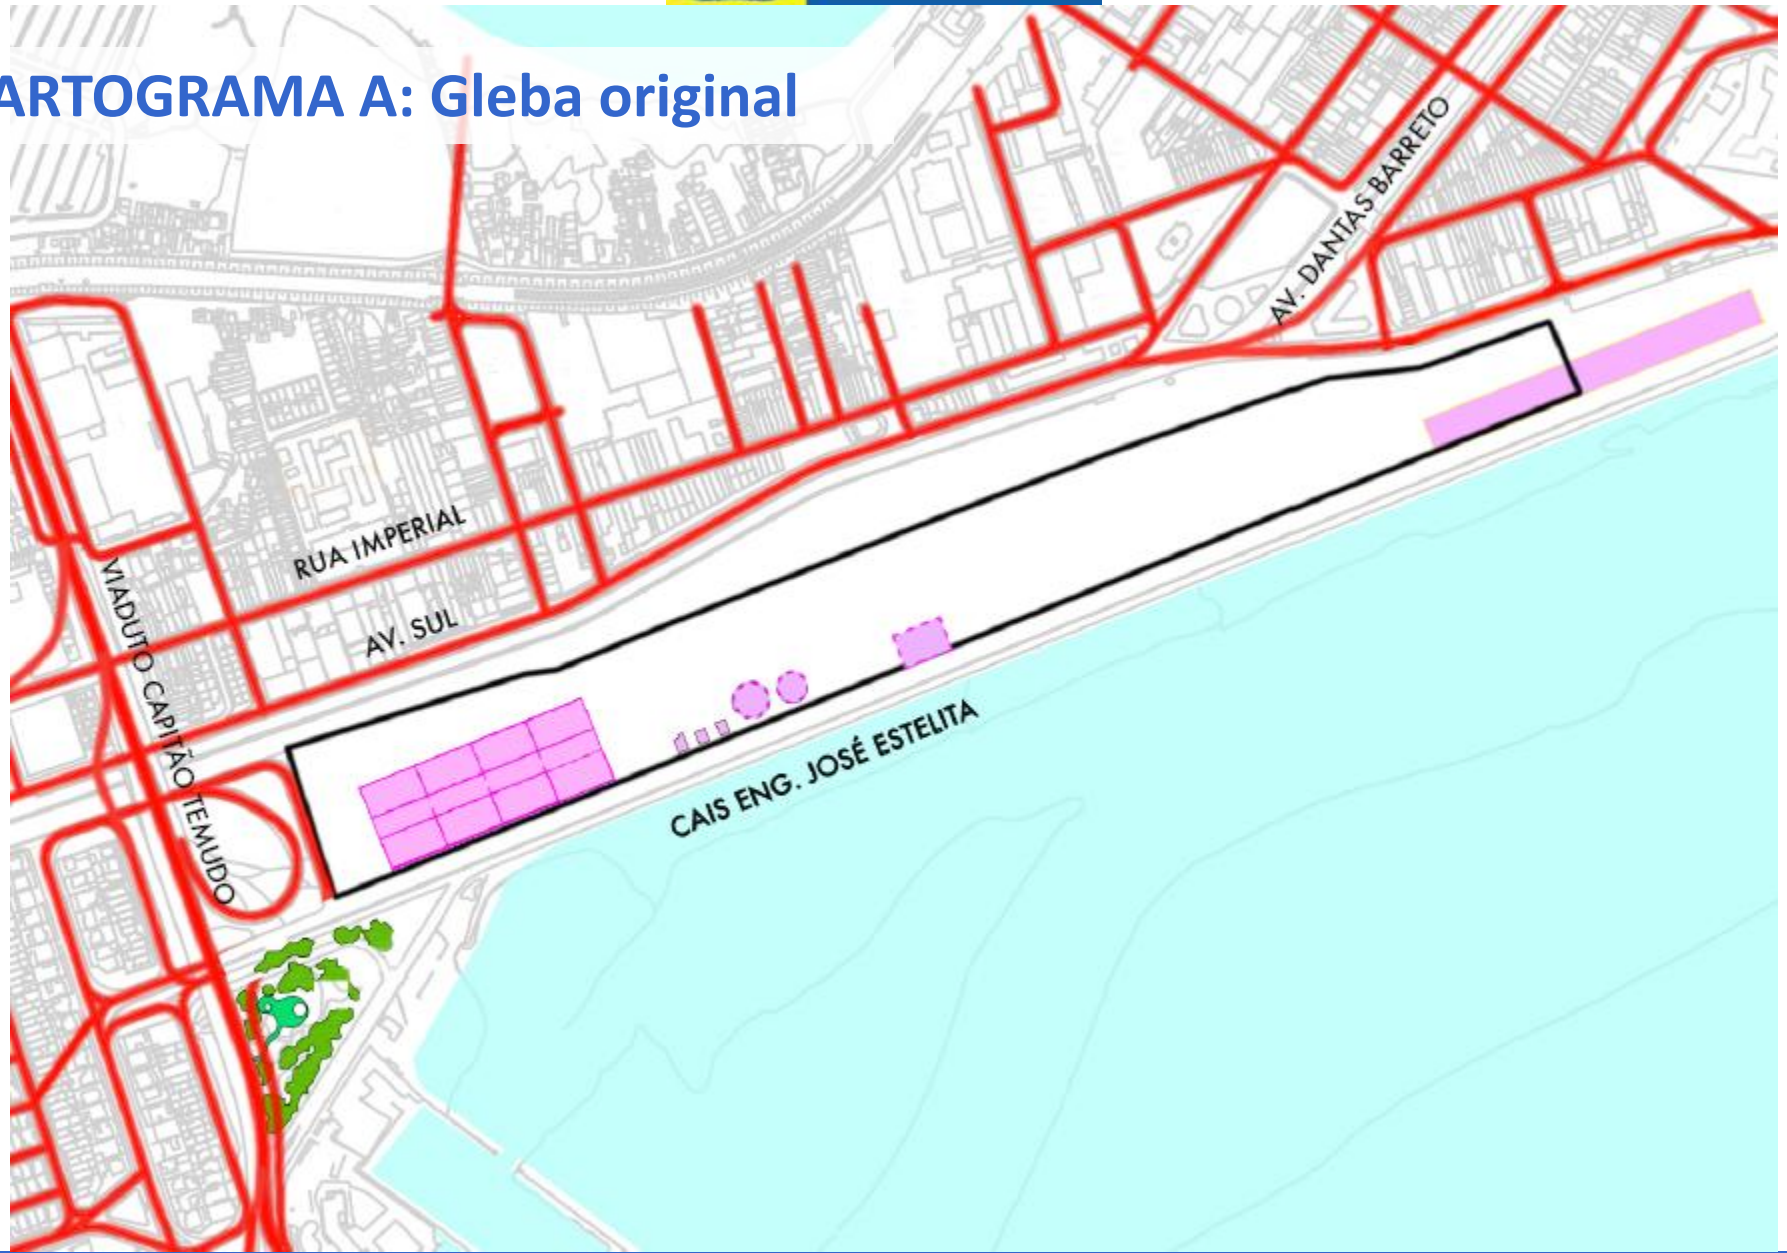 ARTOGRAMA A: Gleba original
AV. DANTAS BARRETO
RUA IMPERIAL
AV. SUL
VIADUTO CAPITÃO TEMUDO
CAIS ENG. JOSÉ ESTELITA